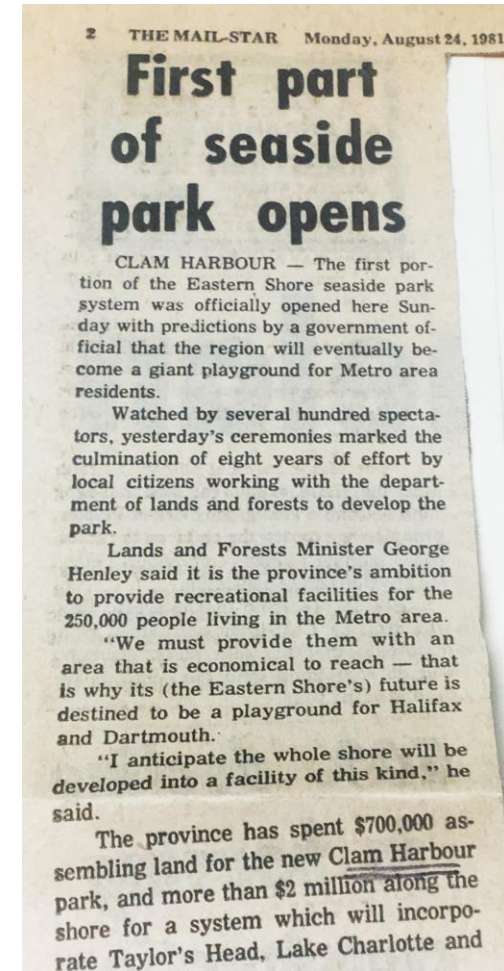 2 THE MAIL-STAR Monday, August 24, 1981
First part
of seaside
park opens
CLAM HARBOUR — The first por-
tion of the Eastern Shore seaside park
system was officially opened here Sun-
day with predictions by a government of-
ficial that the region will eventually be-
come a giant playground for Metro area
residents.
Watched by several hundred specta-
tors, yesterday's ceremonies marked the
culmination of eight years of effort by
local citizens working with the depart-
ment of lands and forests to develop the
park.
Lands and Forests Minister George
Henley said it is the province's ambition
to provide recreational facilities for the
250,000 people living in the Metro area.
"We must provide them with an
area that is economical to reach — that
is why its (the Eastern Shore's) future is
destined to be a playground for Halifax
and Dartmouth.
"I anticipate the whole shore will be
developed into a facility of this kind," he
said.
The province has spent $700,000 as-
sembling land for the new Clam Harbour
park, and more than $2 million along the
shore for a system which will incorpo-
rate Taylor's Head, Lake Charlotte and